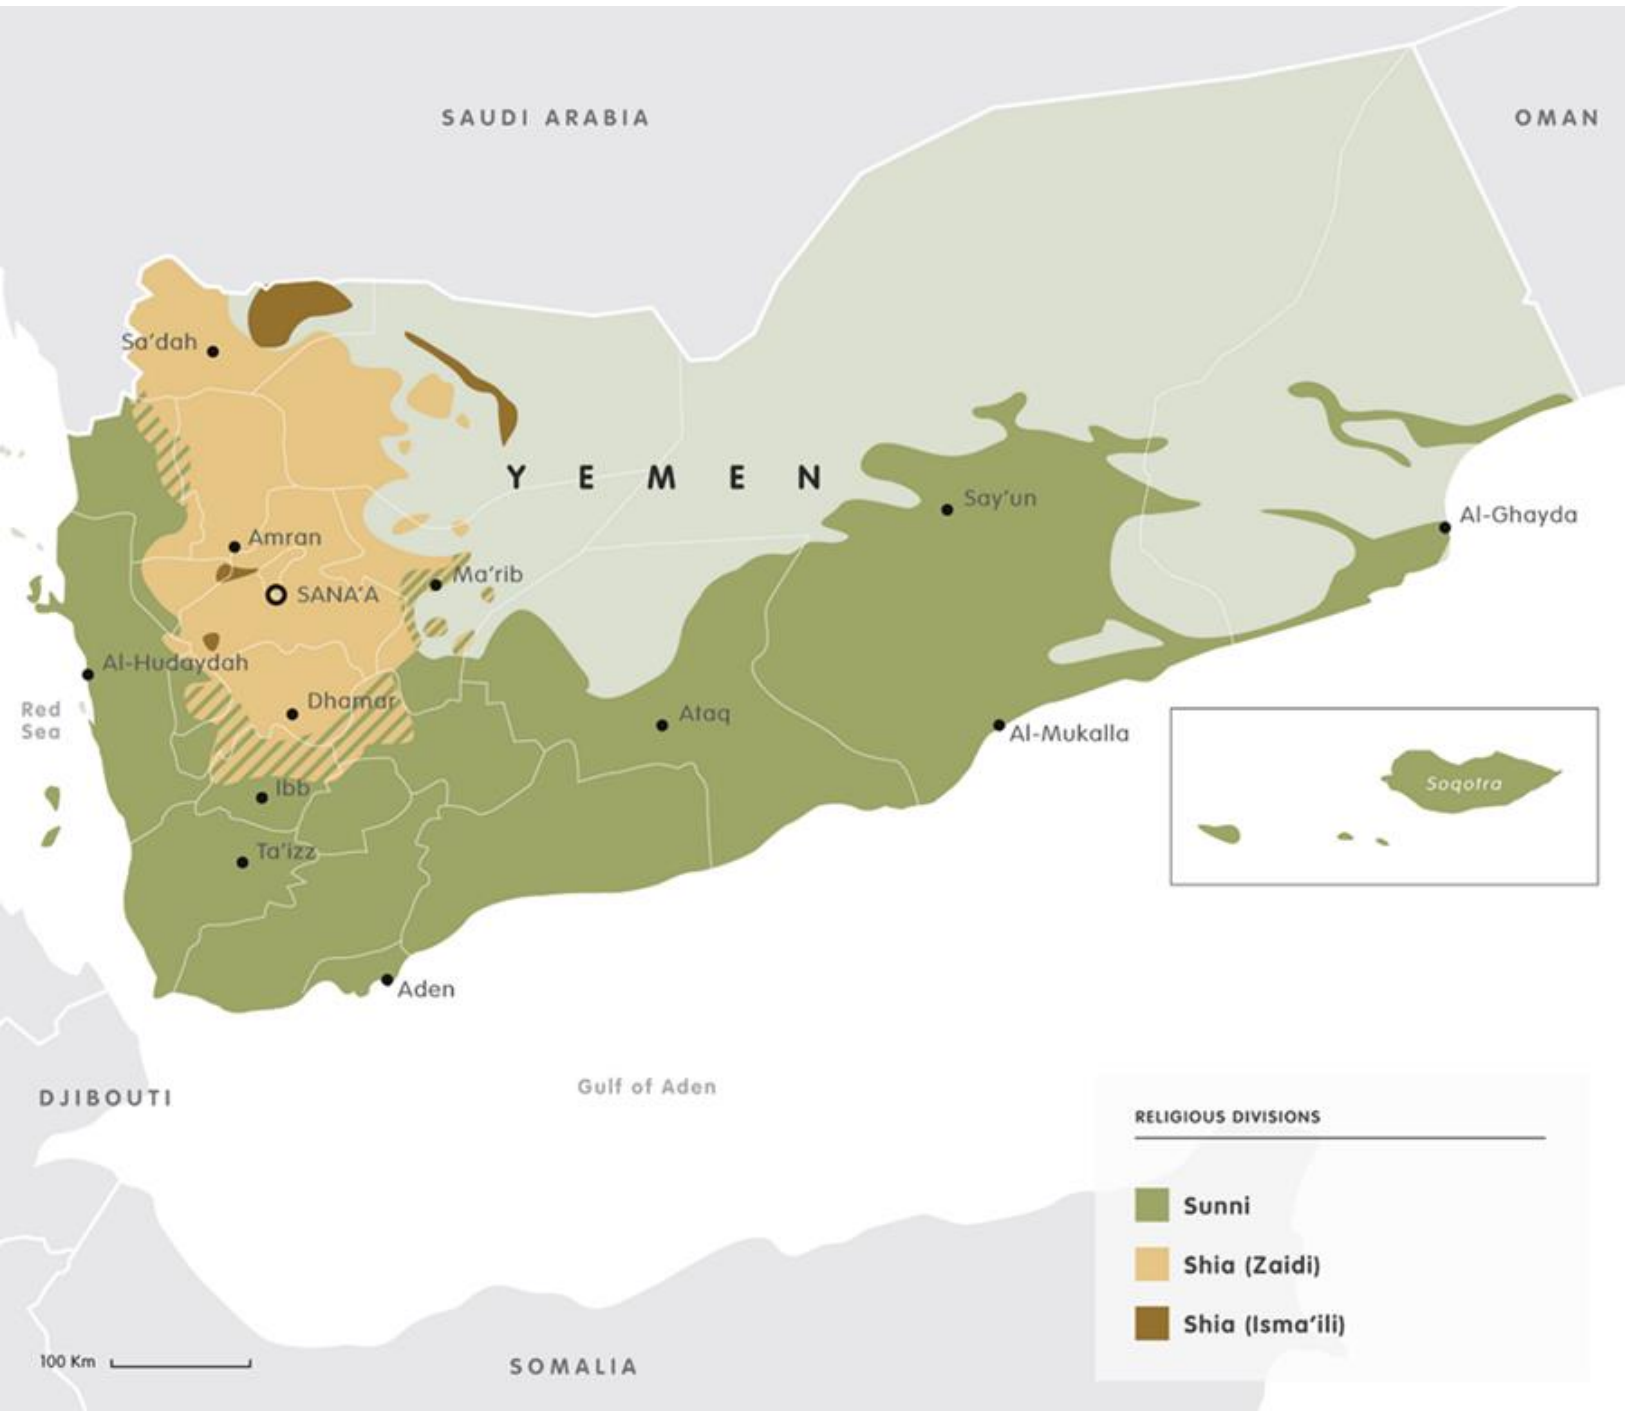 SAUDI ARABIA
OMAN
Sa'dah
Y E M E N
Say'un
Al-Ghayda
Amran
Ma'rib
SANA'A
Al-Hudaydah
Red
Sea
Dhamar
Ataq
Al-Mukalla
Soqotra
Ibb
Ta'izz
Aden
Gulf of Aden
DJIBOUTI
RELIGIOUS DIVISIONS
Sunni
Shia (Zaidi)
Shia (Isma'ili)
100 Km
SOMALIA